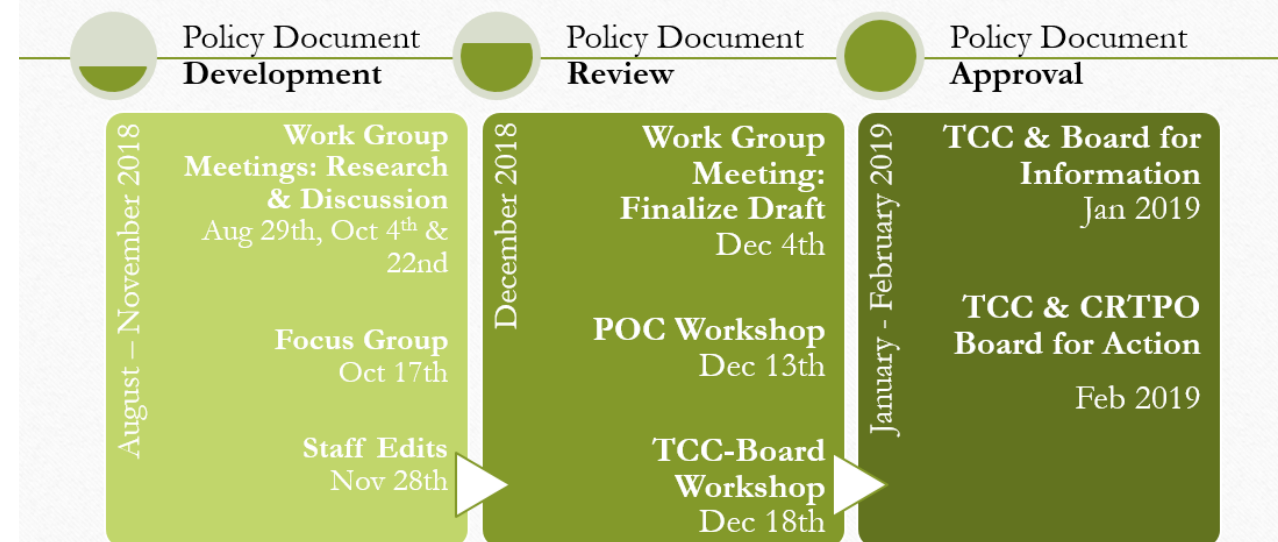 Policy Document
Development
Policy Document
Review
Policy Document
Approval
August – November 2018
Work Group
Meetings: Research
& Discussion
Aug 29th, Oct 4th &
22nd
Focus Group
Oct 17th
Staff Edits
Nov 28th
December 2018
Work Group
Meeting:
Finalize Draft
Dec 4th
POC Workshop
Dec 13th
TCC-Board
Workshop
Dec 18th
January - February 2019
TCC & Board for
Information
Jan 2019
TCC & CRTPO
Board for Action
Feb 2019